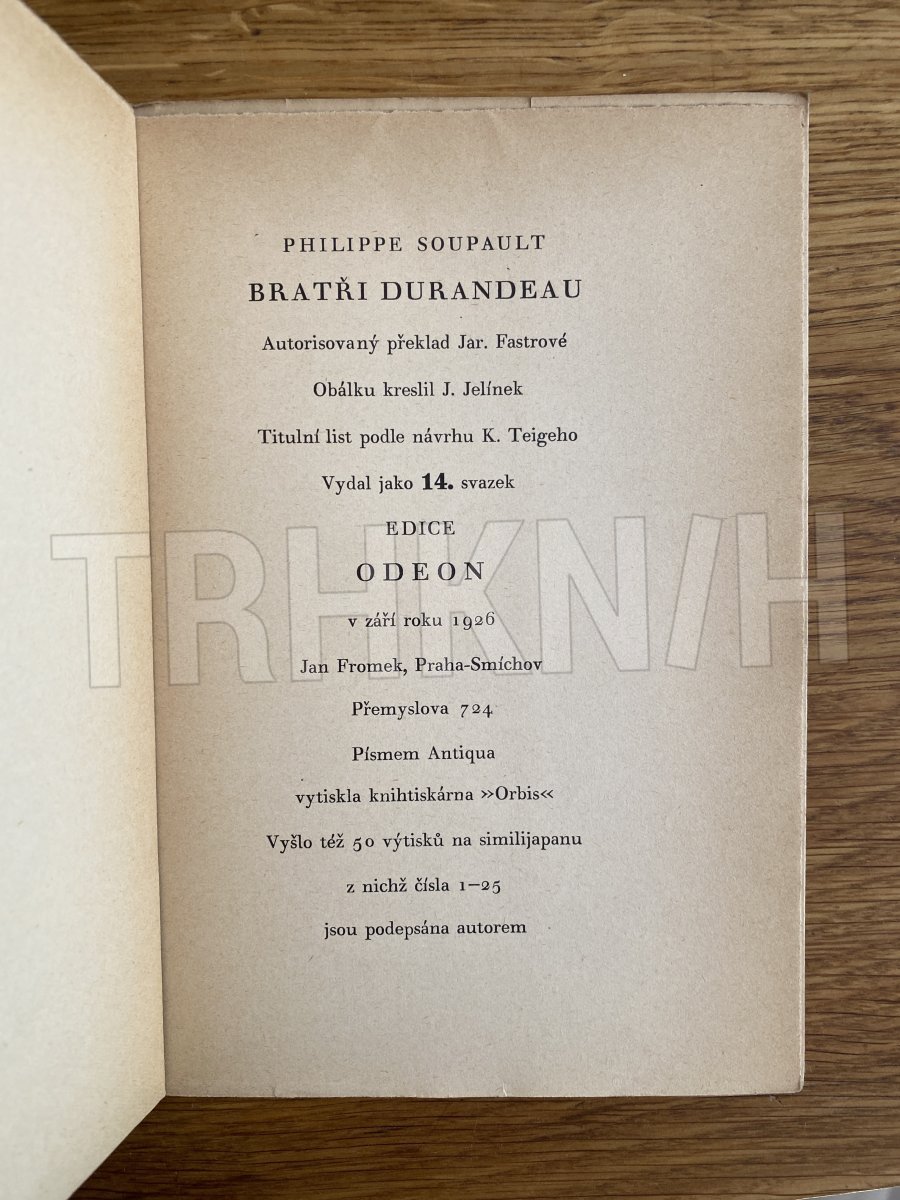 PHILIPPE SOUPAULT
BRATŘI DURANDEAU
Autorisovaný překlad Jar. Fastrové
Obálku kreslil J. Jelínek
Titulní list podle návrhu K. Teigeho
Vydal jako 14. svazek
EDICE
TRHKN/H
ODEON
v září roku 1926
Jan Fromek, Praha-Smíchov
Přemyslova 724
Písmem Antiqua
vytiskla knihtiskárna »Orbis«
Vyšlo též 50 výtisků na similijapanu
z nichž čísla 1—25
jsou podepsána autorem